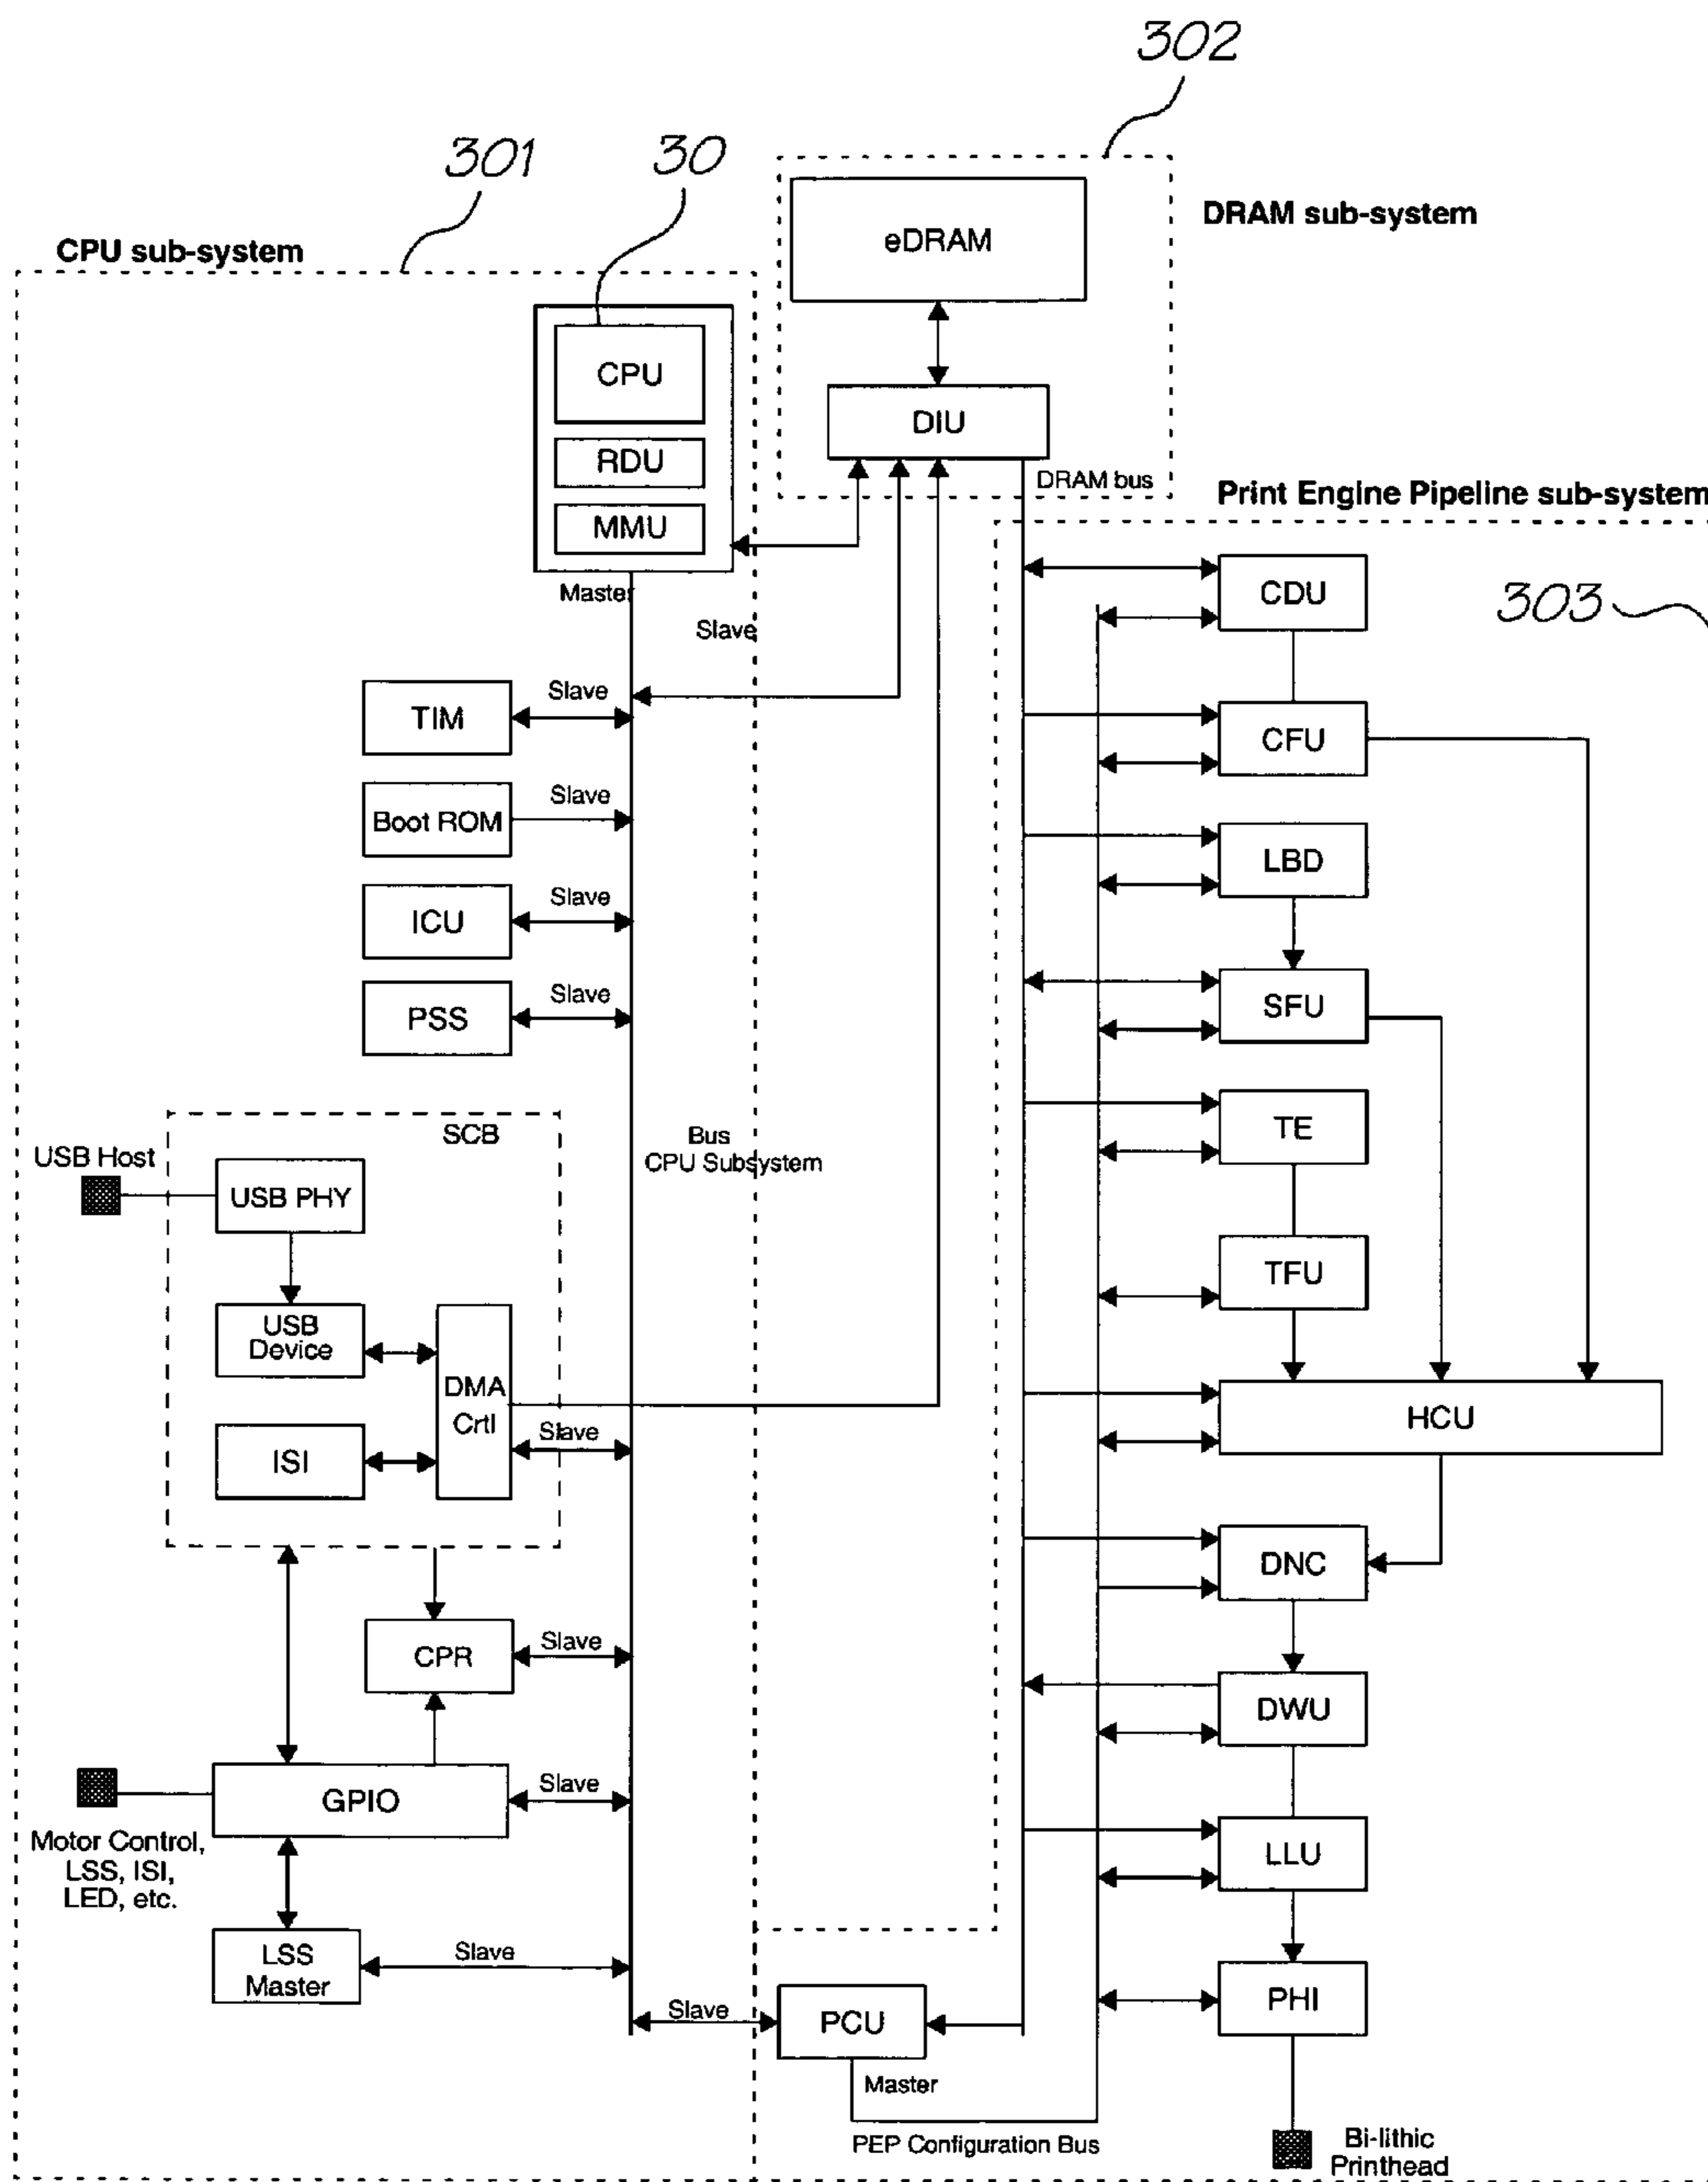 302
301
30
CPU sub-system
DRAM sub-system
eDRAM
CPU
RDU
MMU
DIU
DRAM bus
Print Engine Pipeline sub-system
303
Master
Slave
CDU
TIM
Slave
CFU
Boot ROM
Slave
LBD
ICU
Slave
PSS
Slave
SFU
SCB
USB Host
USB PHY
Bus
CPU Subsystem
TE
USB
Device
TFU
DMA
Crtl
ISI
Slave
HCU
DNC
CPR
Slave
DWU
GPIO
Slave
Motor Control,
LSS, ISI,
LED, etc.
LLU
LSS
Master
Slave
PHI
Slave
PCU
Master
PEP Configuration Bus
Bi-lithic
Printhead